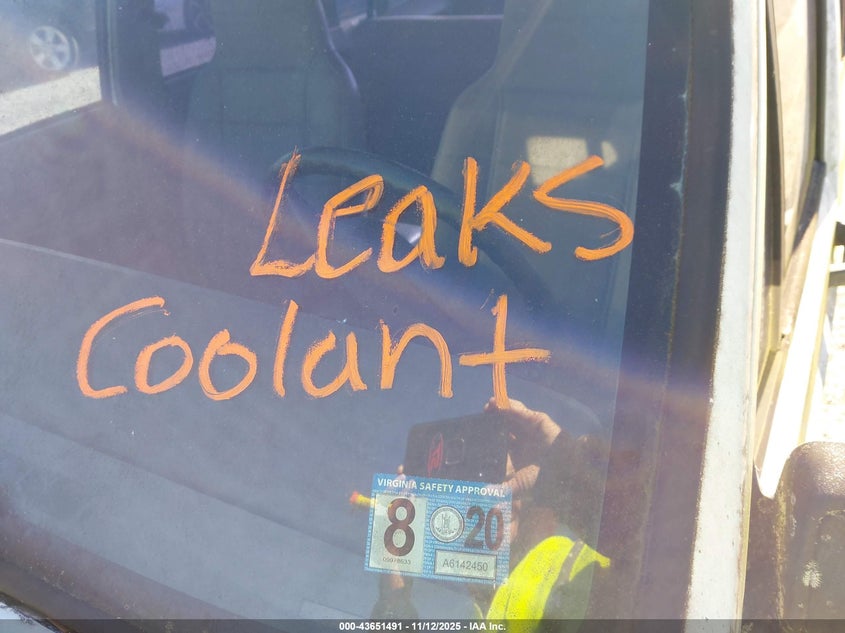 Leaks
Coolant
VIRGINIA SAFETY APPROVAL
8 20
A6142450
000-43651491 - 11/12/2025 - IAA Inc.